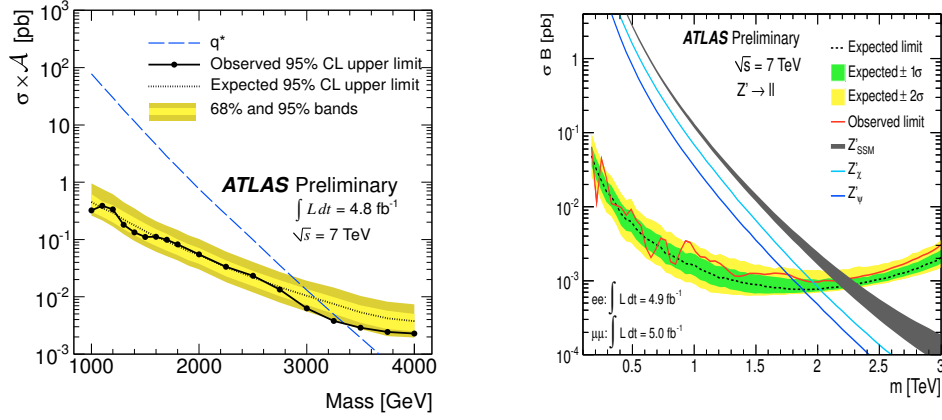 σ × A [pb]
10³
10²
10
1
10⁻¹
10⁻²
10⁻³
q*
Observed 95% CL upper limit
Expected 95% CL upper limit
68% and 95% bands
ATLAS Preliminary
∫ L dt = 4.8 fb⁻¹
√s = 7 TeV
1000 2000 3000 4000
Mass [GeV]
σ B [pb]
1
10⁻¹
10⁻²
10⁻³
10⁻⁴
ATLAS Preliminary
√s = 7 TeV
Z' → ll
Expected limit
Expected ± 1σ
Expected ± 2σ
Observed limit
Z'SSM
Z'χ
Z'ψ
ee: ∫ L dt = 4.9 fb⁻¹
μμ: ∫ L dt = 5.0 fb⁻¹
0.5 1 1.5 2 2.5 3
m [TeV]